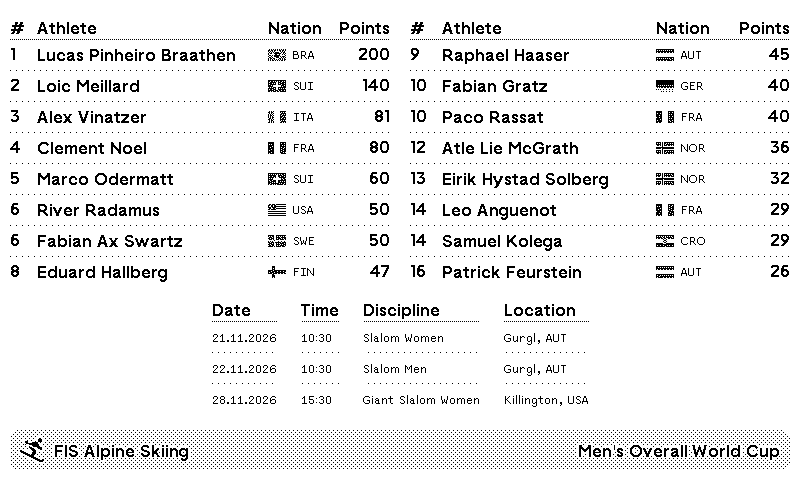 # Athlete Nation Points
1 Lucas Pinheiro Braathen BRA 200
2 Loic Meillard SUI 140
3 Alex Vinatzer ITA 81
4 Clement Noel FRA 80
5 Marco Odermatt SUI 60
6 River Radamus USA 50
6 Fabian Ax Swartz SWE 50
8 Eduard Hallberg FIN 47
# Athlete Nation Points
9 Raphael Haaser AUT 45
10 Fabian Gratz GER 40
10 Paco Rassat FRA 40
12 Atle Lie McGrath NOR 36
13 Eirik Hystad Solberg NOR 32
14 Leo Anguenot FRA 29
14 Samuel Kolega CRO 29
16 Patrick Feurstein AUT 26
Date Time Discipline Location
21.11.2026 10:30 Slalom Women Gurgl, AUT
22.11.2026 10:30 Slalom Men Gurgl, AUT
28.11.2026 15:30 Giant Slalom Women Killington, USA
FIS Alpine Skiing Men's Overall World Cup